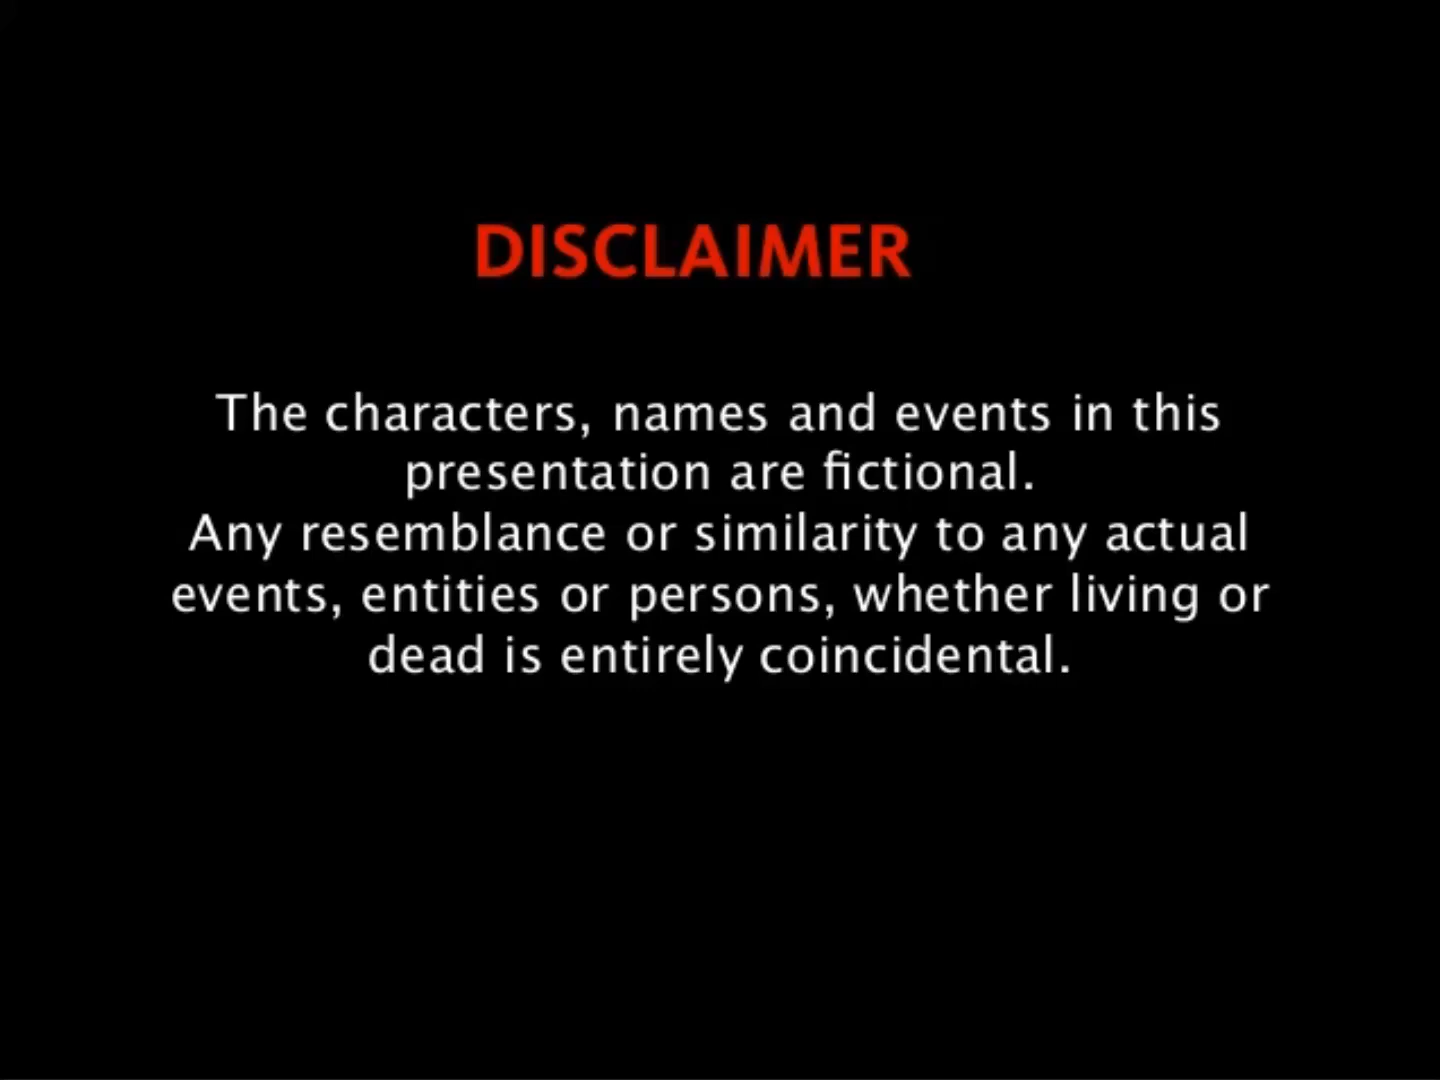 DISCLAIMER
The characters, names and events in this
presentation are fictional.
Any resemblance or similarity to any actual
events, entities or persons, whether living or
dead is entirely coincidental.